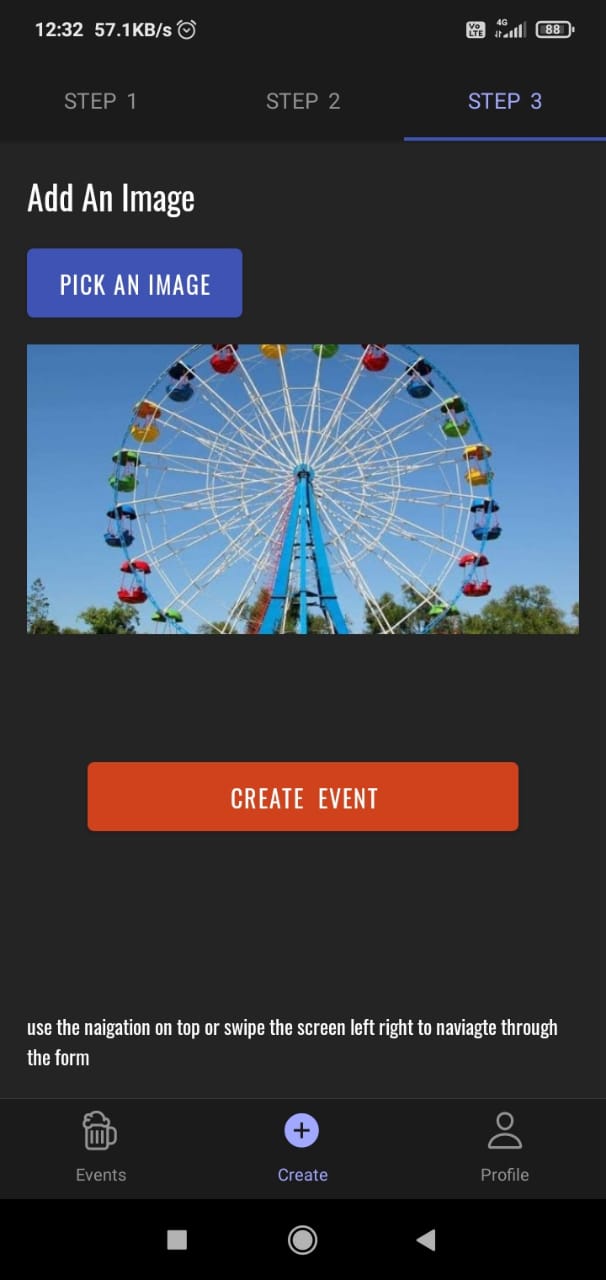 12:32 57.1KB/s Vo LTE 4G 88
STEP 1 STEP 2 STEP 3
Add An Image
PICK AN IMAGE
CREATE EVENT
use the naigation on top or swipe the screen left right to naviagte through
the form
Events Create Profile